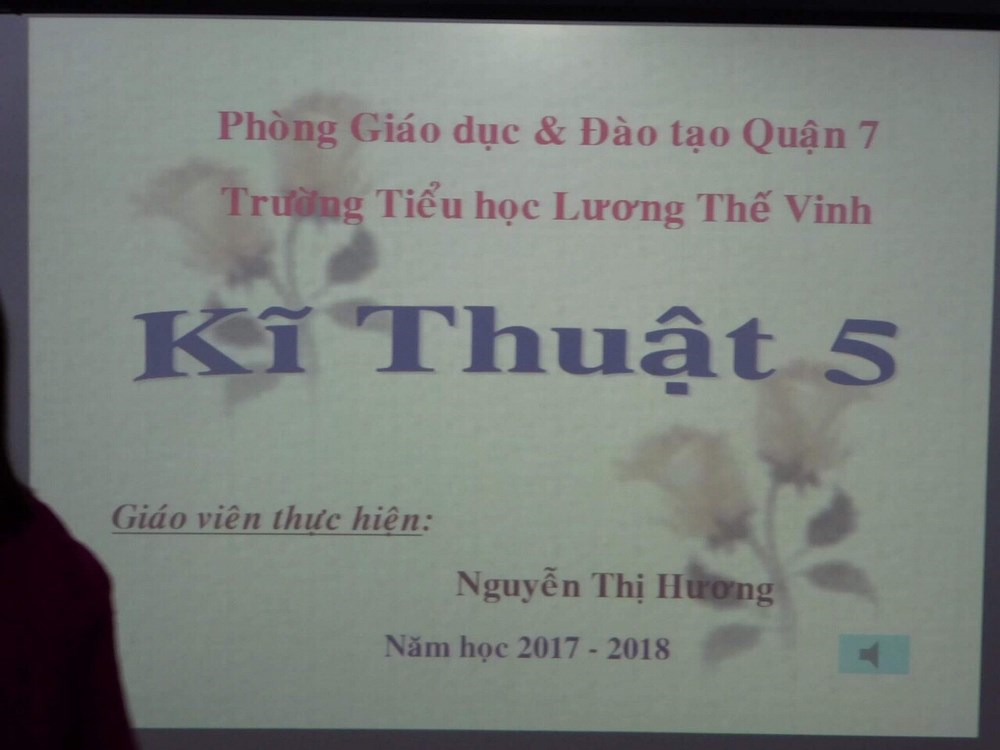 Phòng Giáo dục & Đào tạo Quận 7
Trường Tiểu học Lương Thế Vinh
Kĩ Thuật 5
Giáo viên thực hiện:
Nguyễn Thị Hương
Năm học 2017 - 2018